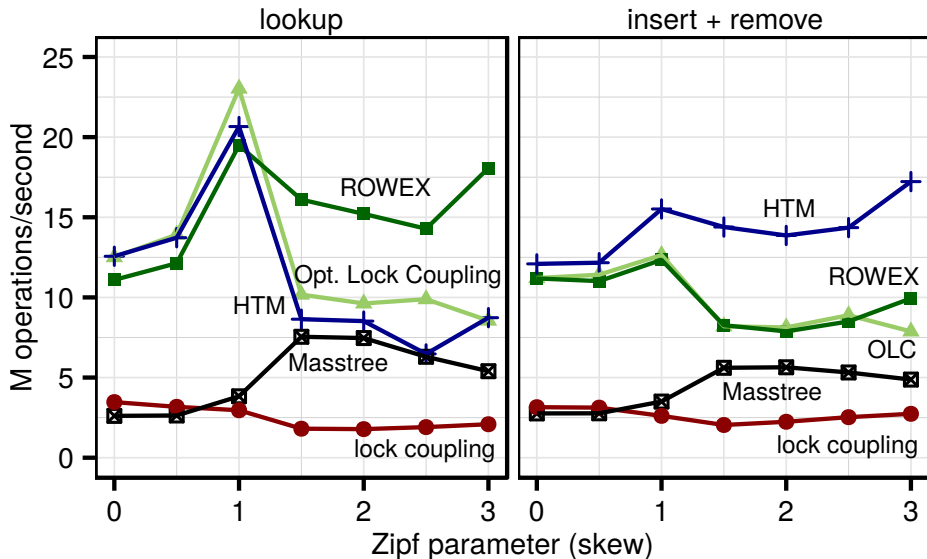 lookup
insert + remove
M operations/second
25
20
15
10
5
0
ROWEX
Opt. Lock Coupling
HTM
Masstree
lock coupling
HTM
ROWEX
OLC
Masstree
lock coupling
0
1
2
3
0
1
2
3
Zipf parameter (skew)